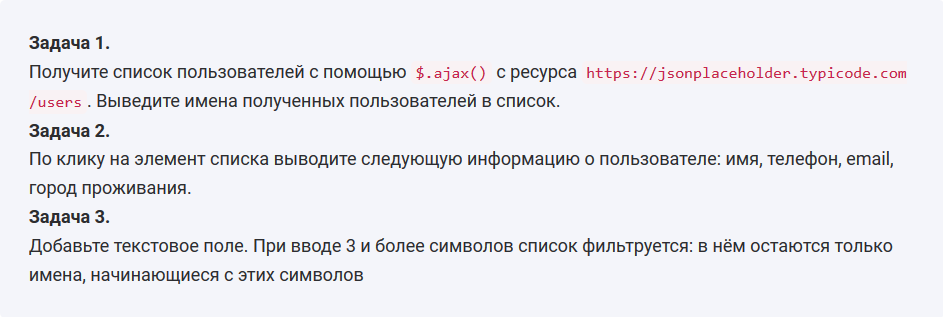 Задача 1.
Получите список пользователей с помощью $.ajax() с ресурса https://jsonplaceholder.typicode.com
/users . Выведите имена полученных пользователей в список.
Задача 2.
По клику на элемент списка выводите следующую информацию о пользователе: имя, телефон, email,
город проживания.
Задача 3.
Добавьте текстовое поле. При вводе 3 и более символов список фильтруется: в нём остаются только
имена, начинающиеся с этих символов